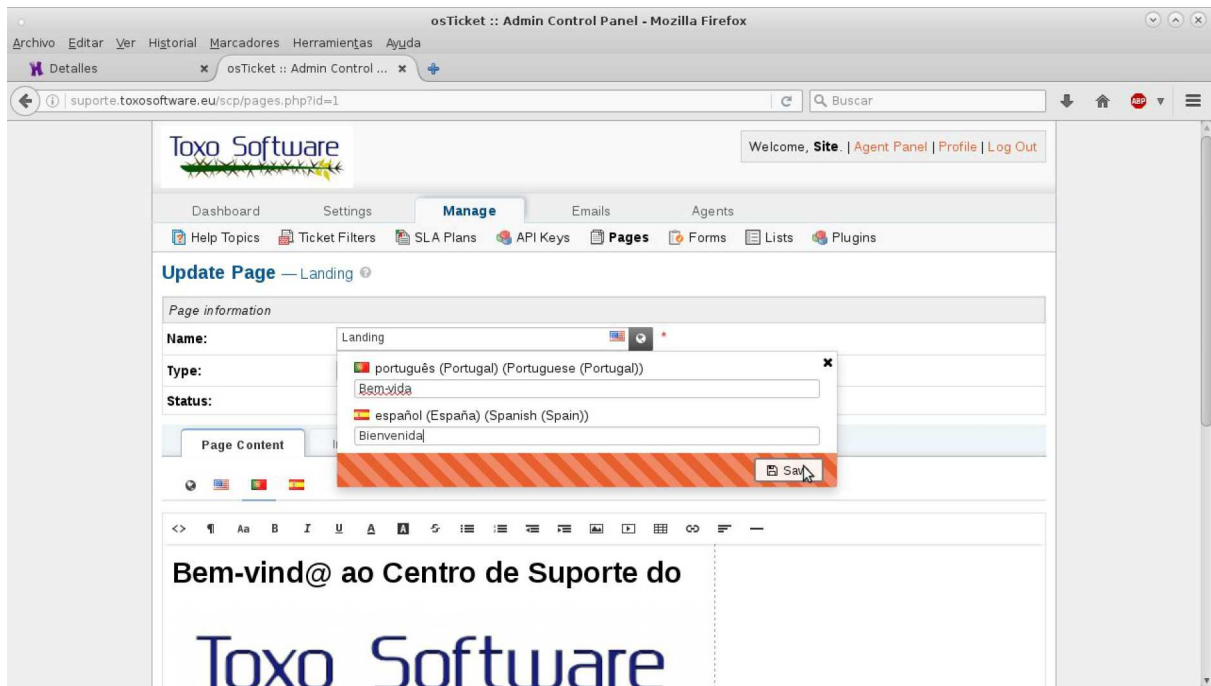 osTicket :: Admin Control Panel - Mozilla Firefox
Archivo Editar Ver Historial Marcadores Herramientas Ayuda
Detalles osTicket :: Admin Control ...
suporte.toxosoftware.eu/scp/pages.php?id=1 Buscar ABP
Toxo Software
Welcome, Site. | Agent Panel | Profile | Log Out
Dashboard Settings Manage Emails Agents
Help Topics Ticket Filters SLA Plans API Keys Pages Forms Lists Plugins
Update Page — Landing
Page information
Name: Landing *
português (Portugal) (Portuguese (Portugal))
Type:
Bem-vida
Status:
español (España) (Spanish (Spain))
Bienvenida
Page Content
Bem-vind@ ao Centro de Suporte do
Toxo Software